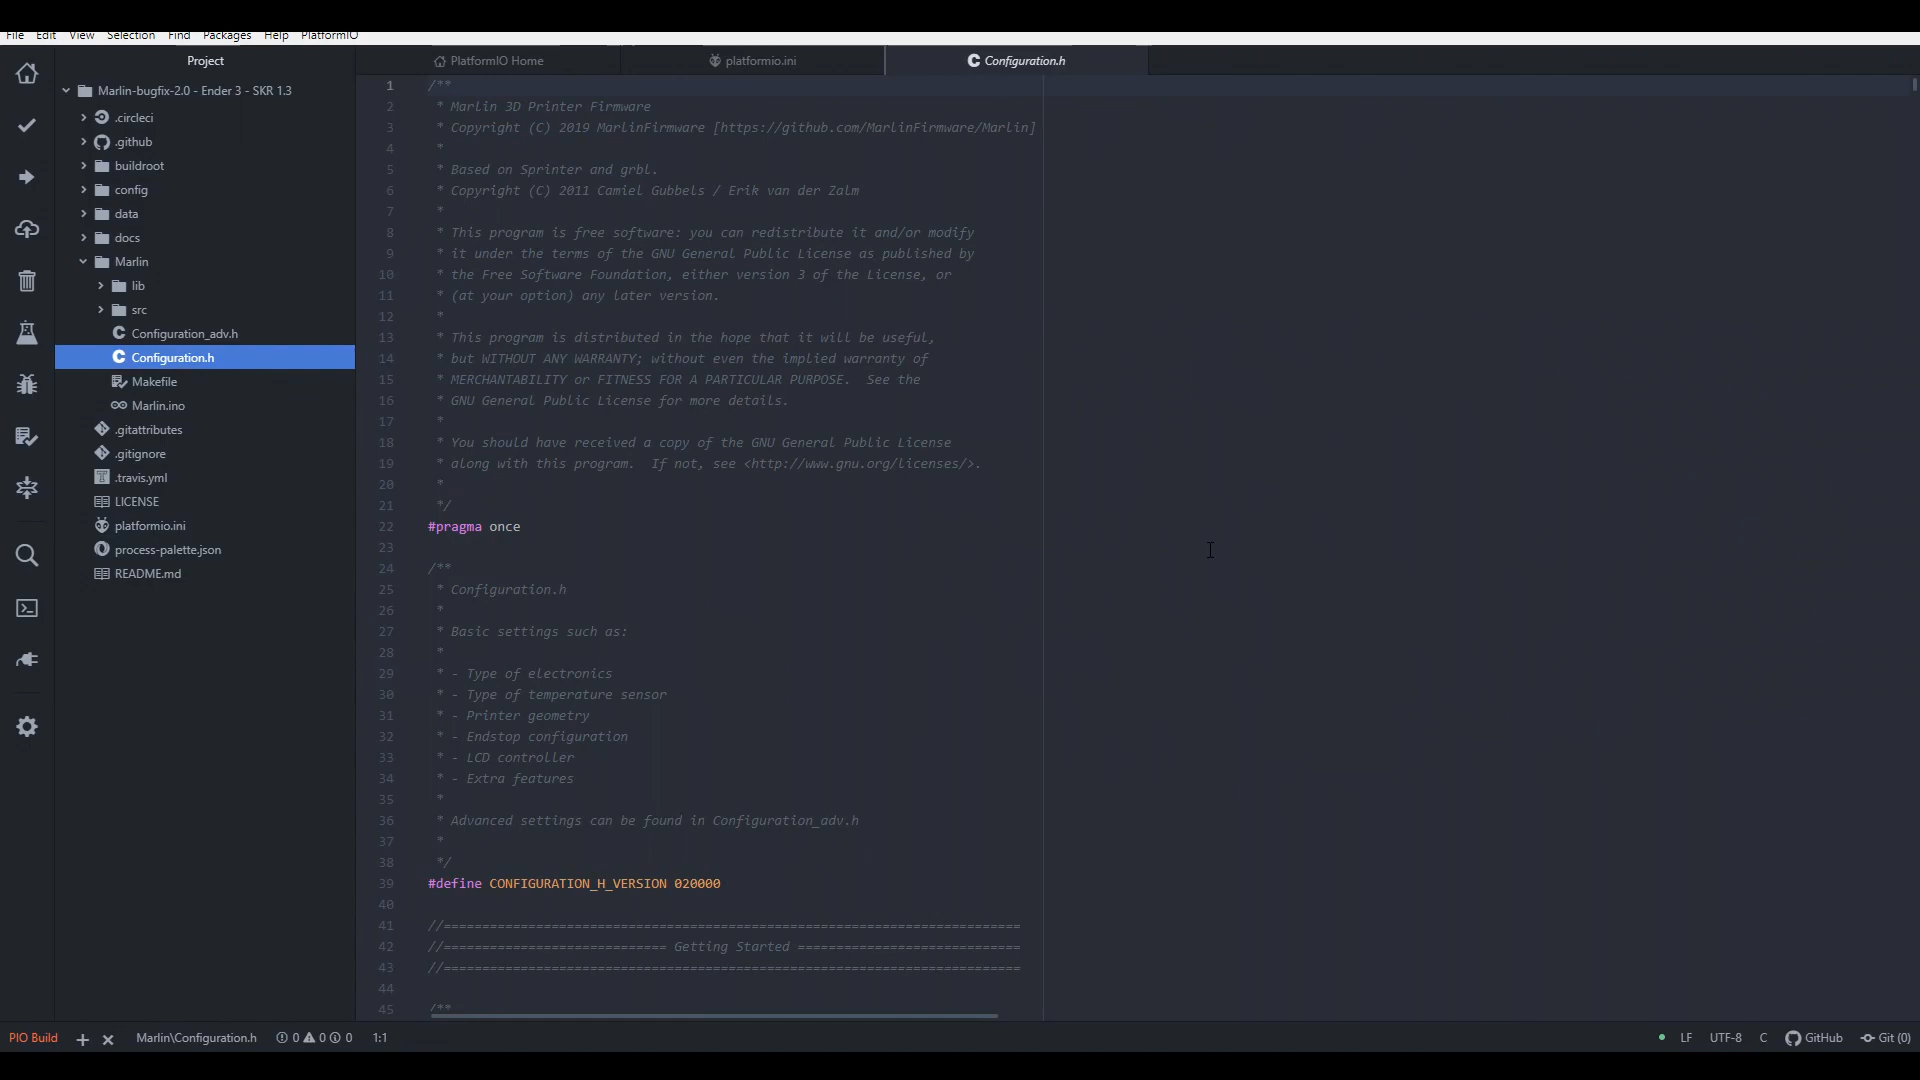 File Edit View Selection Find Packages Help PlatformIO
Project
Marlin-bugfix-2.0 - Ender 3 - SKR 1.3
.circleci
.github
buildroot
config
data
docs
Marlin
lib
src
Configuration_adv.h
Configuration.h
Makefile
Marlin.ino
.gitattributes
.gitignore
.travis.yml
LICENSE
platformio.ini
process-palette.json
README.md
PlatformIO Home
platformio.ini
Configuration.h
1 /**
2 * Marlin 3D Printer Firmware
3 * Copyright (C) 2019 MarlinFirmware [https://github.com/MarlinFirmware/Marlin]
4 *
5 * Based on Sprinter and grbl.
6 * Copyright (C) 2011 Camiel Gubbels / Erik van der Zalm
7 *
8 * This program is free software: you can redistribute it and/or modify
9 * it under the terms of the GNU General Public License as published by
10 * the Free Software Foundation, either version 3 of the License, or
11 * (at your option) any later version.
12 *
13 * This program is distributed in the hope that it will be useful,
14 * but WITHOUT ANY WARRANTY; without even the implied warranty of
15 * MERCHANTABILITY or FITNESS FOR A PARTICULAR PURPOSE.  See the
16 * GNU General Public License for more details.
17 *
18 * You should have received a copy of the GNU General Public License
19 * along with this program.  If not, see <http://www.gnu.org/licenses/>.
20 *
21 */
22 #pragma once
23
24 /**
25 * Configuration.h
26 *
27 * Basic settings such as:
28 *
29 * - Type of electronics
30 * - Type of temperature sensor
31 * - Printer geometry
32 * - Endstop configuration
33 * - LCD controller
34 * - Extra features
35 *
36 * Advanced settings can be found in Configuration_adv.h
37 *
38 */
39 #define CONFIGURATION_H_VERSION 020000
40
41 //===========================================================================
42 //============================= Getting Started =============================
43 //===========================================================================
44
45 /**
PIO Build + × Marlin\Configuration.h 0 0 0 1:1 LF UTF-8 C GitHub Git (0)